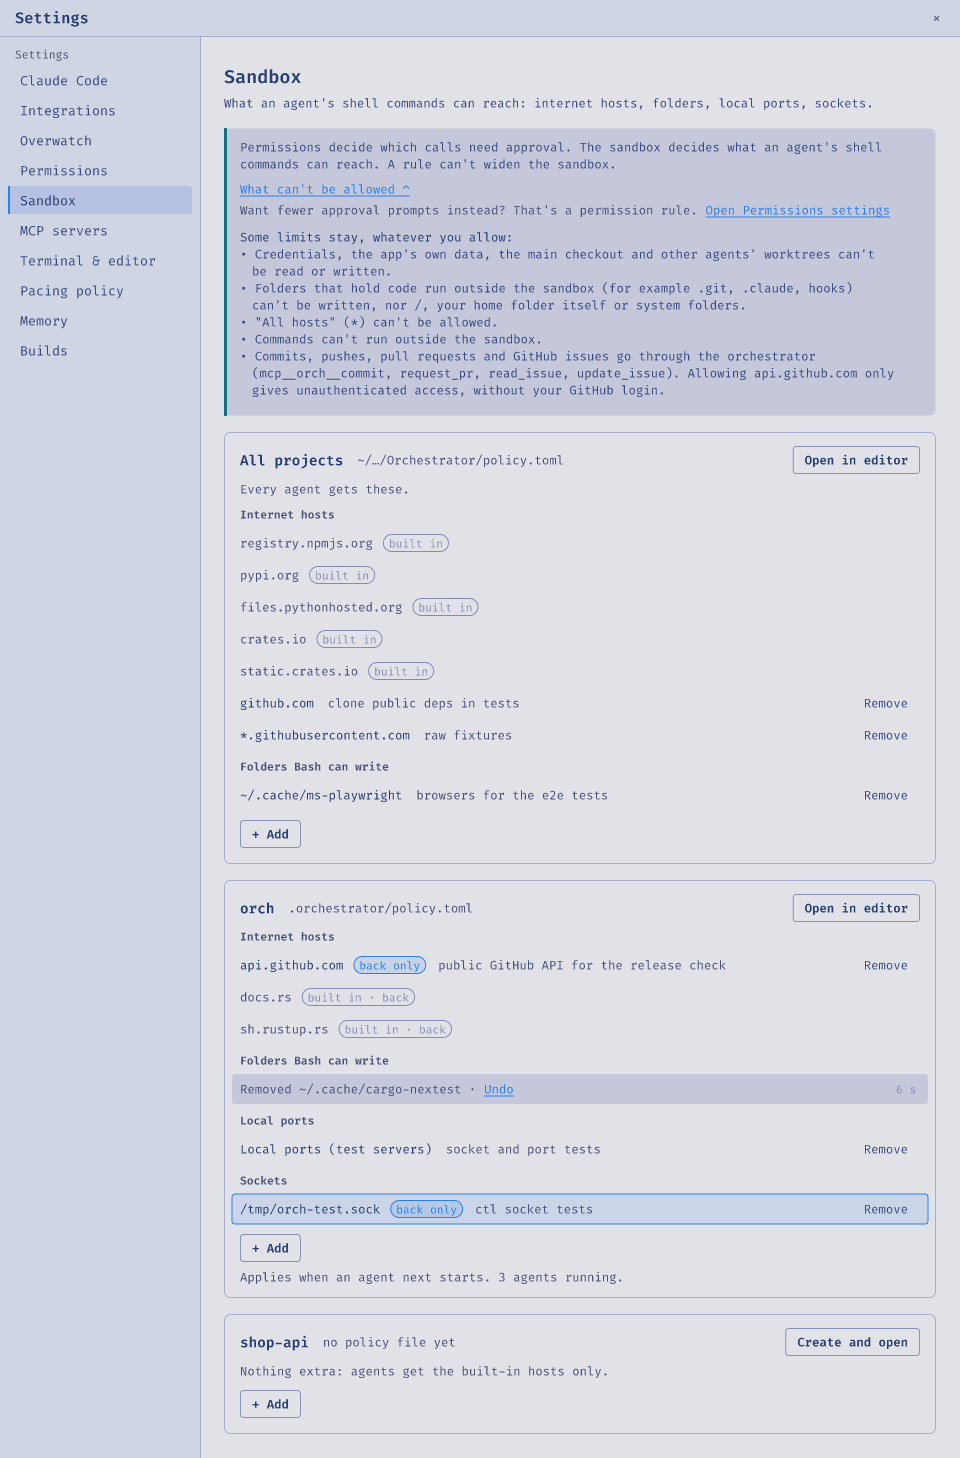 Settings
×
Settings
Claude Code
Integrations
Overwatch
Permissions
Sandbox
MCP servers
Terminal & editor
Pacing policy
Memory
Builds
Sandbox
What an agent's shell commands can reach: internet hosts, folders, local ports, sockets.
Permissions decide which calls need approval. The sandbox decides what an agent's shell
commands can reach. A rule can't widen the sandbox.
What can't be allowed ^
Want fewer approval prompts instead? That's a permission rule. Open Permissions settings
Some limits stay, whatever you allow:
• Credentials, the app's own data, the main checkout and other agents' worktrees can't
be read or written.
• Folders that hold code run outside the sandbox (for example .git, .claude, hooks)
can't be written, nor /, your home folder itself or system folders.
• "All hosts" (*) can't be allowed.
• Commands can't run outside the sandbox.
• Commits, pushes, pull requests and GitHub issues go through the orchestrator
(mcp__orch__commit, request_pr, read_issue, update_issue). Allowing api.github.com only
gives unauthenticated access, without your GitHub login.
All projects ~/…/Orchestrator/policy.toml Open in editor
Every agent gets these.
Internet hosts
registry.npmjs.org built in
pypi.org built in
files.pythonhosted.org built in
crates.io built in
static.crates.io built in
github.com clone public deps in tests Remove
*.githubusercontent.com raw fixtures Remove
Folders Bash can write
~/.cache/ms-playwright browsers for the e2e tests Remove
+ Add
orch .orchestrator/policy.toml Open in editor
Internet hosts
api.github.com back only public GitHub API for the release check Remove
docs.rs built in · back
sh.rustup.rs built in · back
Folders Bash can write
Removed ~/.cache/cargo-nextest · Undo 6 s
Local ports
Local ports (test servers) socket and port tests Remove
Sockets
/tmp/orch-test.sock back only ctl socket tests Remove
+ Add
Applies when an agent next starts. 3 agents running.
shop-api no policy file yet Create and open
Nothing extra: agents get the built-in hosts only.
+ Add